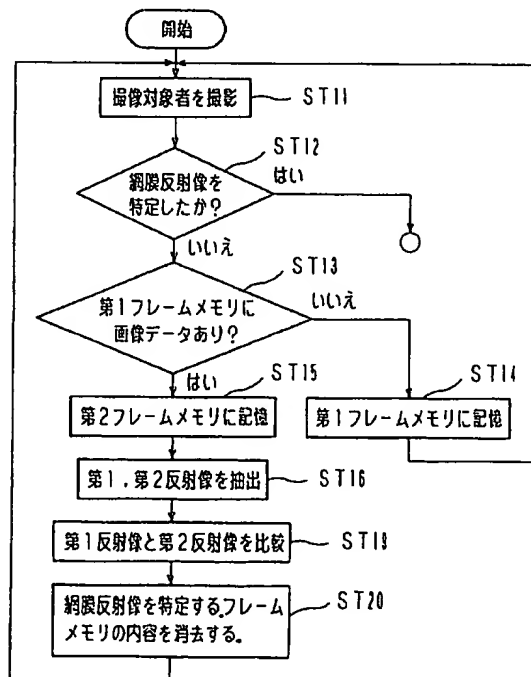 開始
撮像対象者を撮影
ST11
網膜反射像を
特定したか?
ST12
はい
いいえ
第1フレームメモリに
画像データあり?
ST13
いいえ
はい
第2フレームメモリに記憶
ST15
第1フレームメモリに記憶
ST14
第1,第2反射像を抽出
ST16
第1反射像と第2反射像を比較
ST19
網膜反射像を特定する。フレーム
メモリの内容を消去する。
ST20